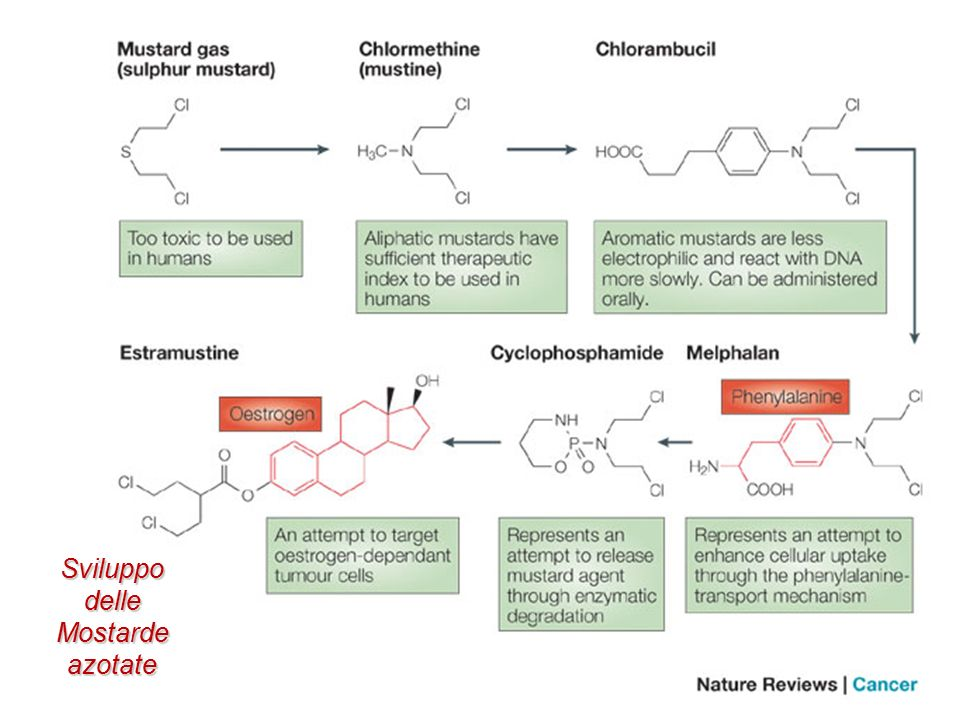 Mustard gas
(sulphur mustard)
Chlormethine
(mustine)
Chlorambucil
Cl
S
Cl
Cl
H₃C–N
Cl
HOOC
Cl
N
Cl
Too toxic to be used
in humans
Aliphatic mustards have
sufficient therapeutic
index to be used in
humans
Aromatic mustards are less
electrophilic and react with DNA
more slowly. Can be administered
orally.
Estramustine
Cyclophosphamide
Melphalan
Oestrogen
OH
O
Cl
Cl
O
NH
P–N
O
O
Cl
Cl
Phenylalanine
Cl
N
H₂N
COOH
Cl
An attempt to target
oestrogen-dependant
tumour cells
Represents an
attempt to release
mustard agent
through enzymatic
degradation
Represents an attempt to
enhance cellular uptake
through the phenylalanine-
transport mechanism
Sviluppo
delle
Mostarde
azotate
Nature Reviews | Cancer